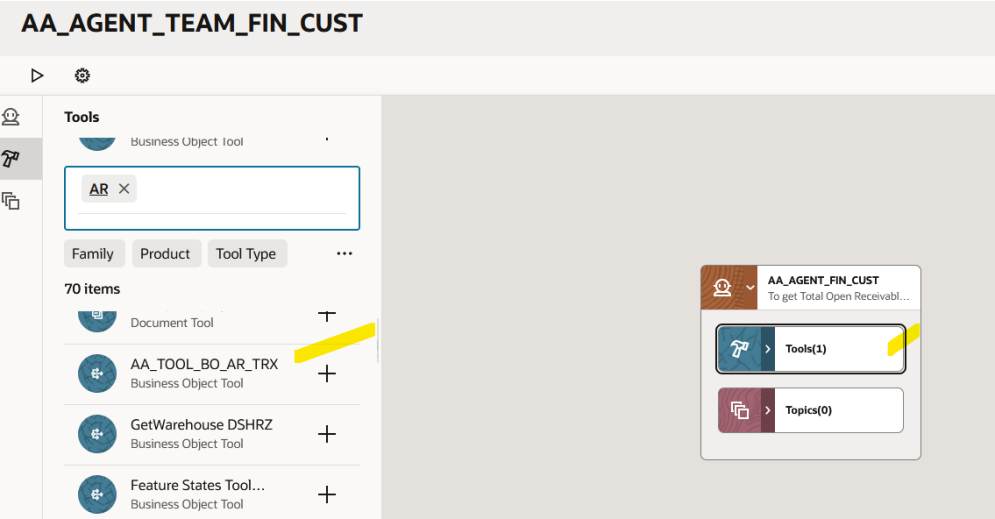 AA_AGENT_TEAM_FIN_CUST
Tools
Business Object Tool
AR
Family
Product
Tool Type
70 items
Document Tool
AA_TOOL_BO_AR_TRX
Business Object Tool
GetWarehouse DSHRZ
Business Object Tool
Feature States Tool...
Business Object Tool
AA_AGENT_FIN_CUST
To get Total Open Receivabl...
Tools(1)
Topics(0)